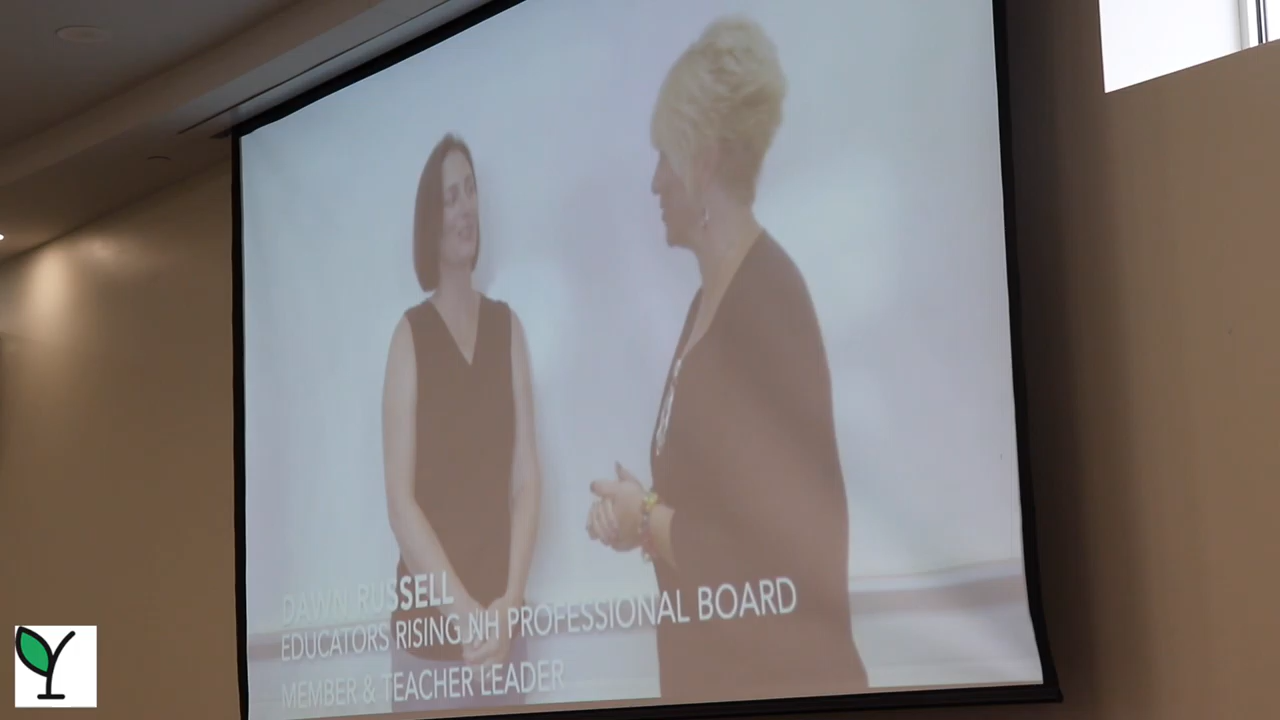 DAWN RUSSELL
EDUCATORS RISING NH PROFESSIONAL BOARD
MEMBER & TEACHER LEADER